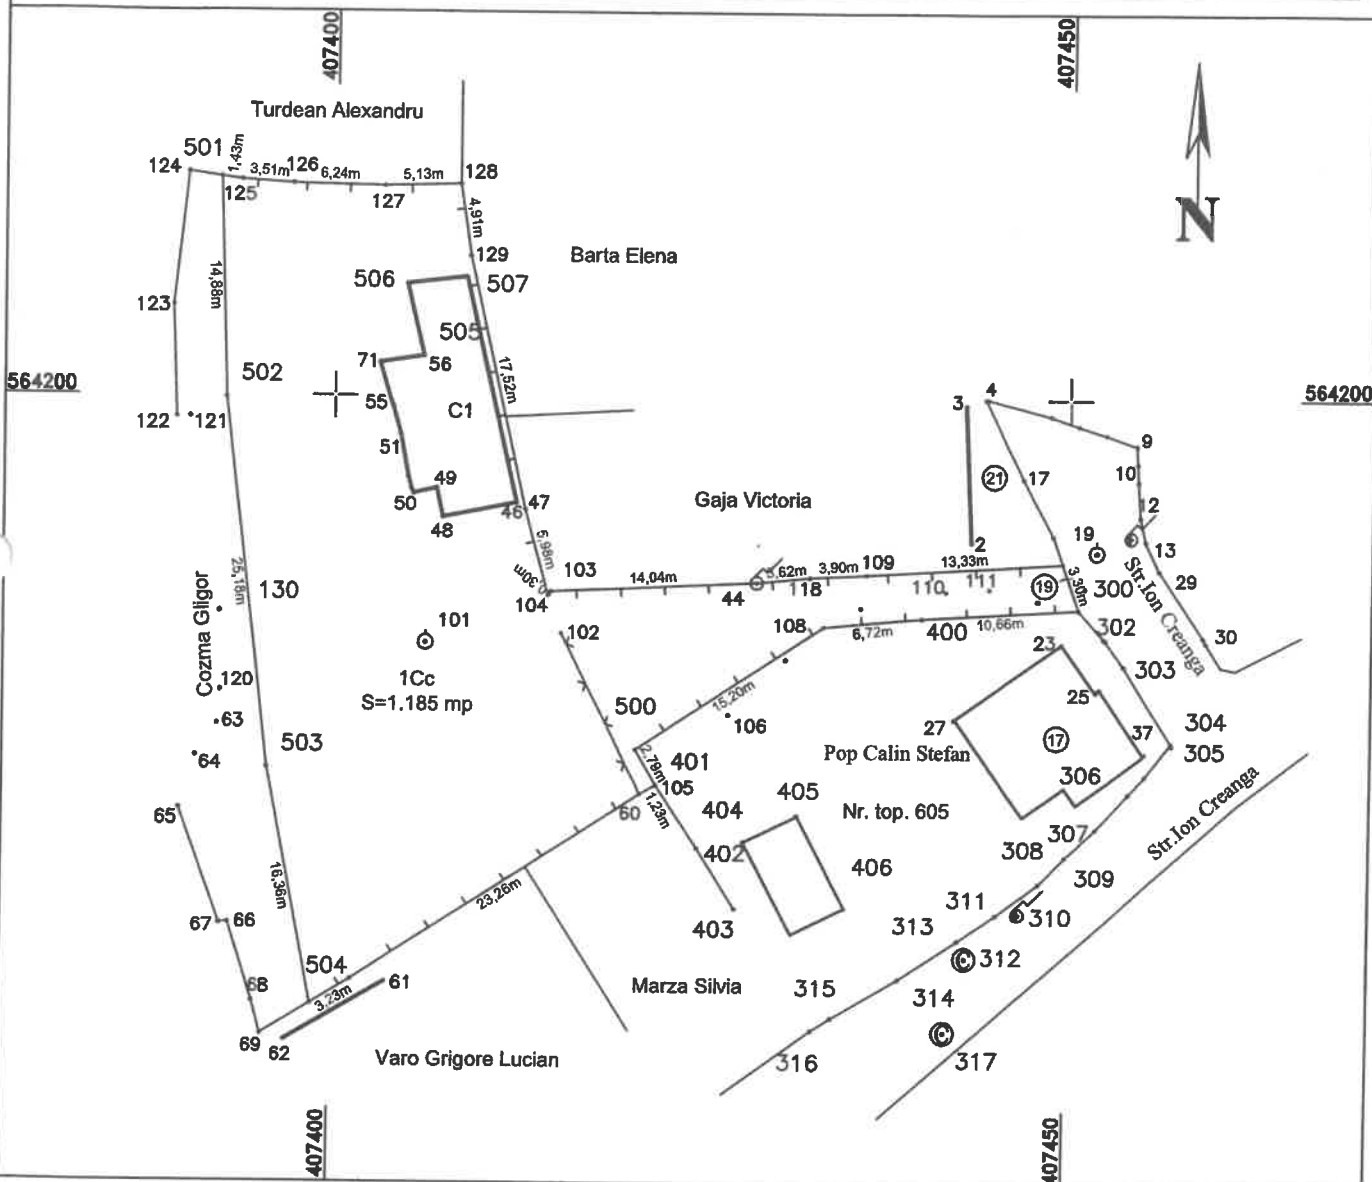 407400
407450
Turdean Alexandru
124
501
1,43m
3,51m
126
6,24m
5,13m
128
125
127
4,91m
N
129
Barta Elena
506
507
14,88m
123
505
71
56
17,52m
502
564200
564200
55
C1
122
121
3
4
51
9
49
10
21
17
50
47
46
48
Gaja Victoria
12
5,98m
19
2
13
103
14,04m
5,62m
3,90m
109
13,33m
0,30m
104
44
118
110
111
19
3,30m
300
29
Str.Ion Creanga
25,18m
130
101
102
108
6,72m
400
10,66m
302
30
23
303
Cozma Gligor
1Cc
S=1.185 mp
120
500
15,20m
106
25
63
27
304
37
503
64
401
Pop Calin Stefan
17
305
2,79m
105
306
65
60
1,23m
404
405
Nr. top. 605
Str.Ion Creanga
307
402
308
406
309
16,36m
23,26m
67
66
403
311
310
313
504
312
68
61
3,23m
Marza Silvia
315
314
69
62
Varo Grigore Lucian
316
317
407400
407450